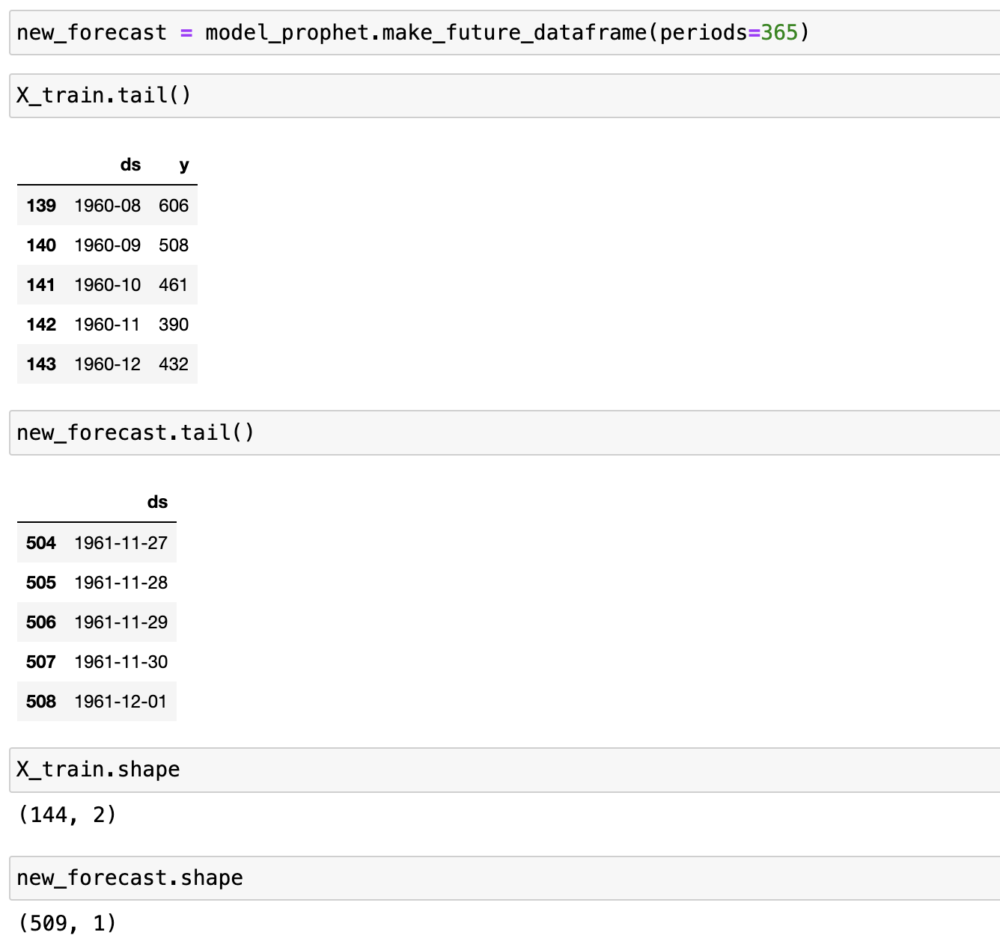 new_forecast = model_prophet.make_future_dataframe(periods=365)
X_train.tail()
ds y
139 1960-08 606
140 1960-09 508
141 1960-10 461
142 1960-11 390
143 1960-12 432
new_forecast.tail()
ds
504 1961-11-27
505 1961-11-28
506 1961-11-29
507 1961-11-30
508 1961-12-01
X_train.shape
(144, 2)
new_forecast.shape
(509, 1)